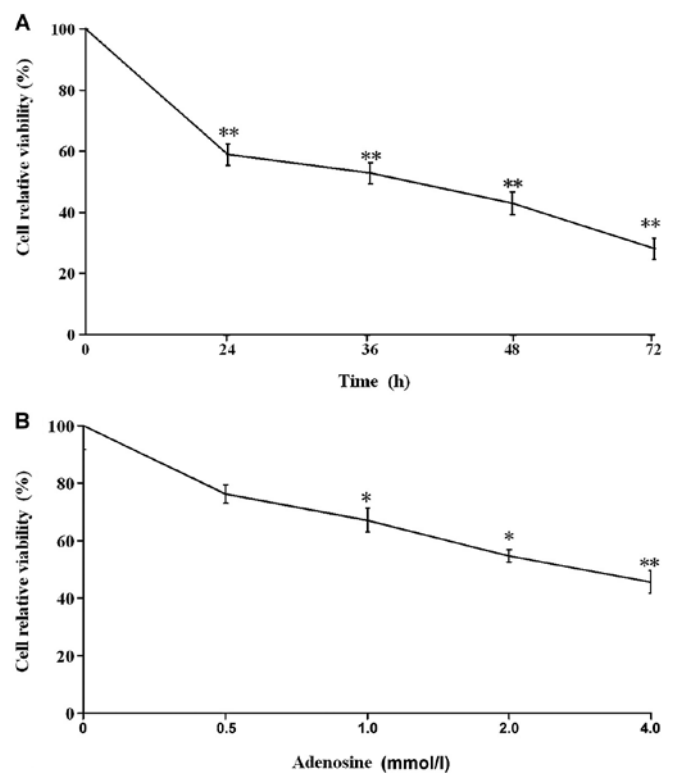 A
Cell relative viability (%)
100
80
60
40
20
0
**
**
**
**
0 24 36 48 72
Time (h)
B
Cell relative viability (%)
100
80
60
40
20
0
*
*
**
0 0.5 1.0 2.0 4.0
Adenosine (mmol/l)